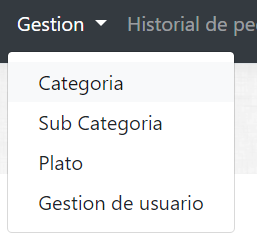 Gestion Historial de pe
Categoria
Sub Categoria
Plato
Gestion de usuario